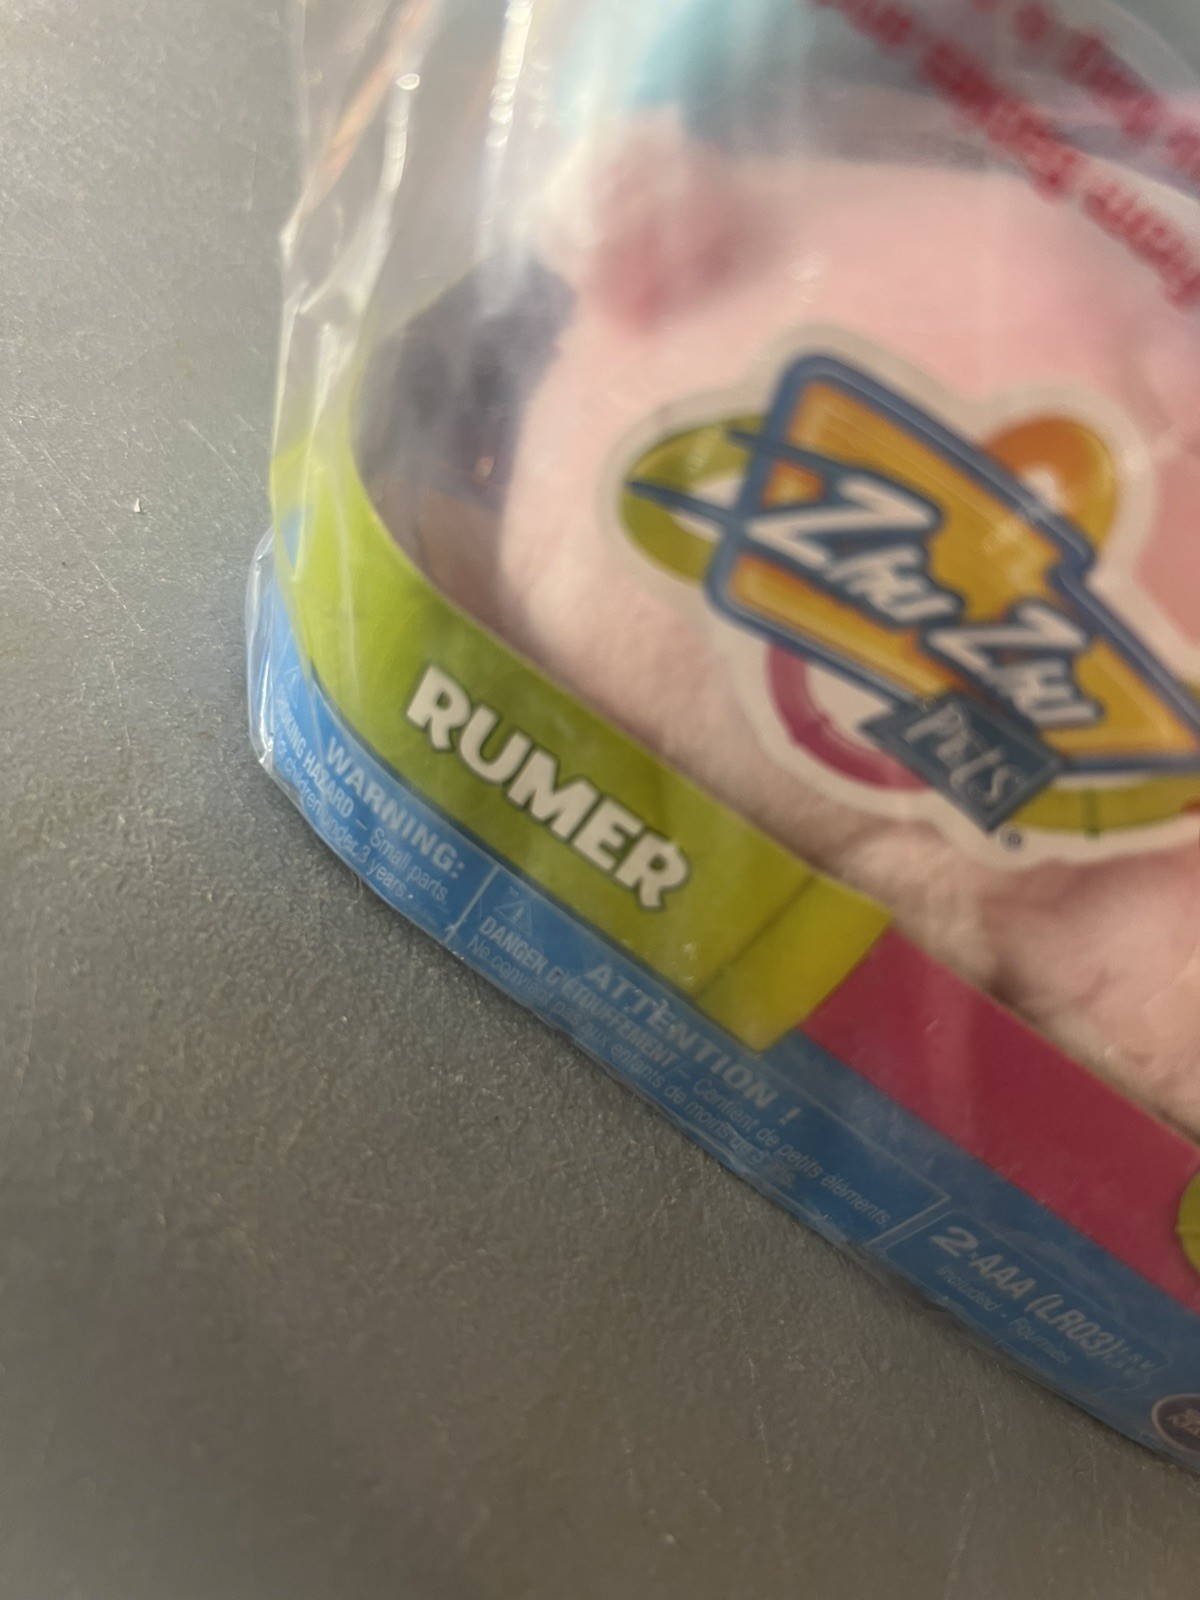 ZHU ZHU
PETS
®
RUMER
WARNING:
CHOKING HAZARD – Small parts.
for children under 3 years.
ATTENTION !
DANGER D'ÉTOUFFEMENT – Contient de petits éléments.
Ne convient pas aux enfants de moins de 3 ans.
2·AAA (LR03)
Included · Fournies